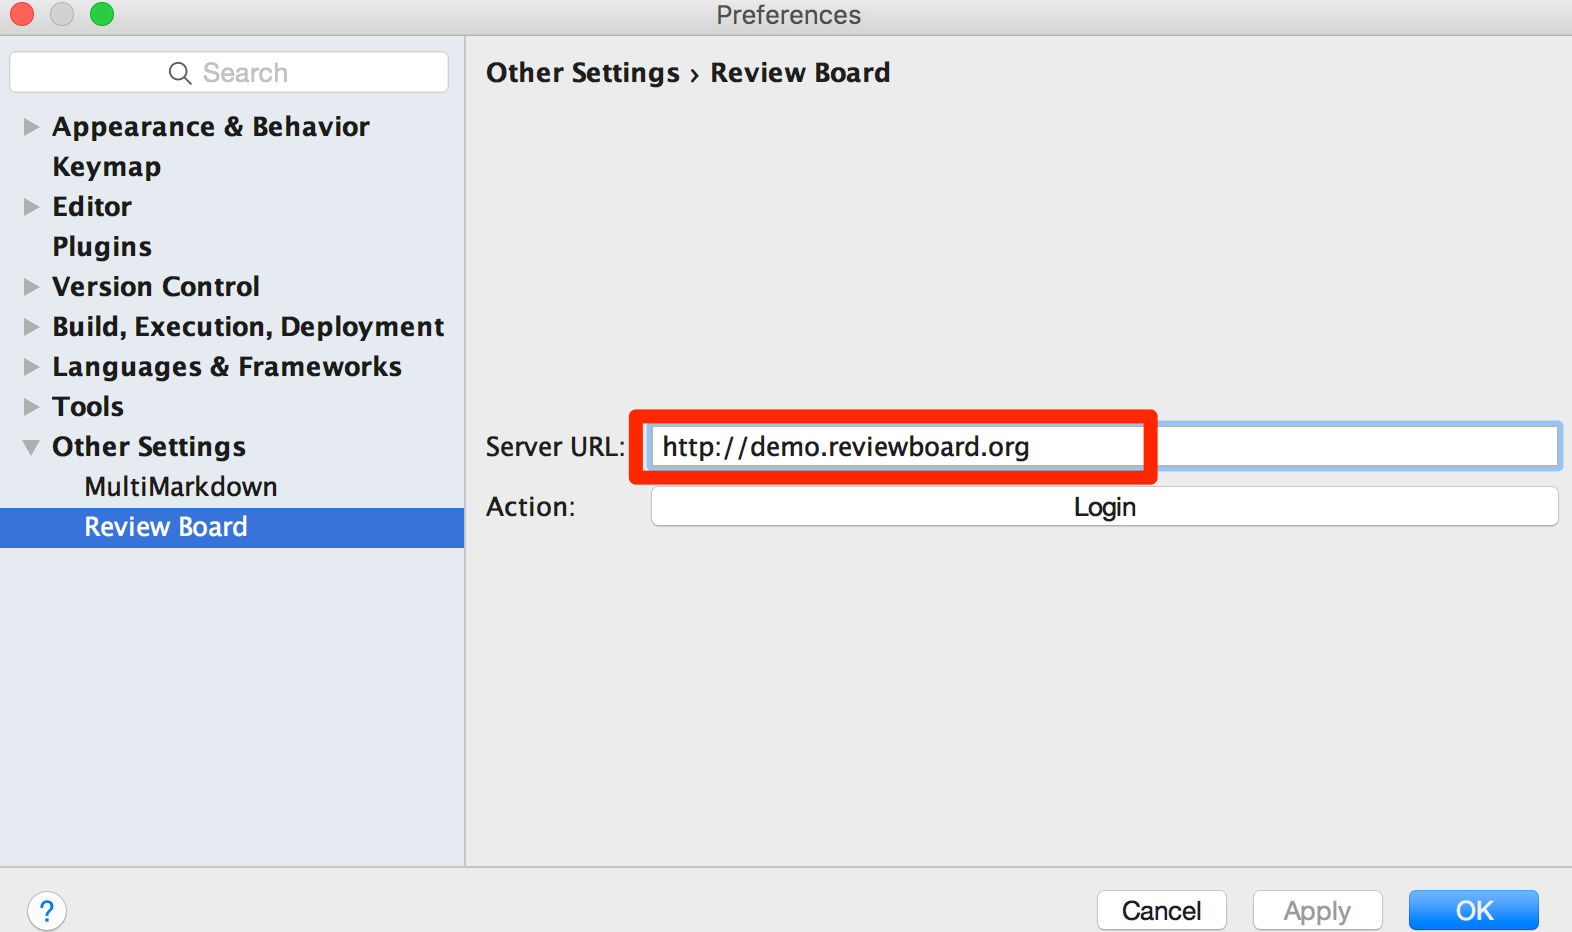 Preferences
Search
Appearance & Behavior
Keymap
Editor
Plugins
Version Control
Build, Execution, Deployment
Languages & Frameworks
Tools
Other Settings
MultiMarkdown
Review Board
Other Settings › Review Board
Server URL: http://demo.reviewboard.org
Action: Login
? Cancel Apply OK